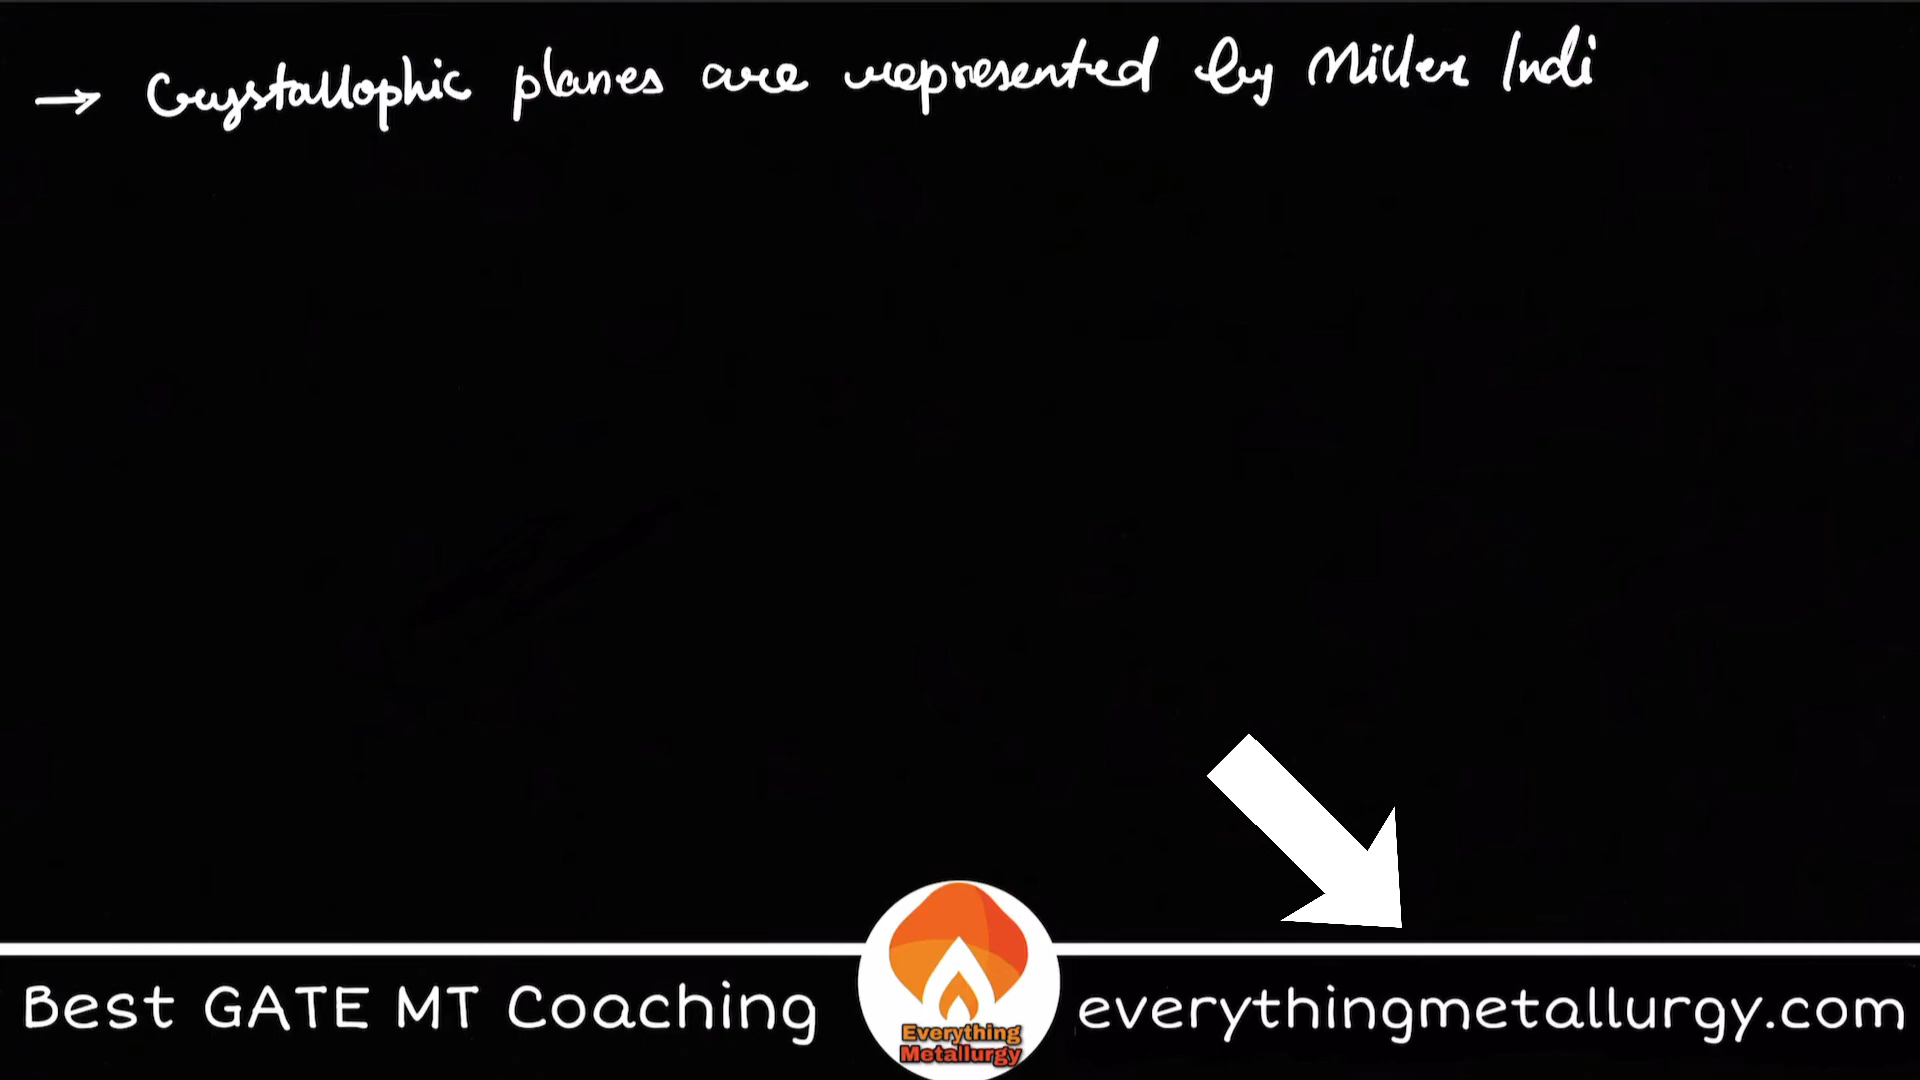 → Crystallophic planes are represented by Miller Indi
Best GATE MT Coaching
Everything
Metallurgy
everythingmetallurgy.com